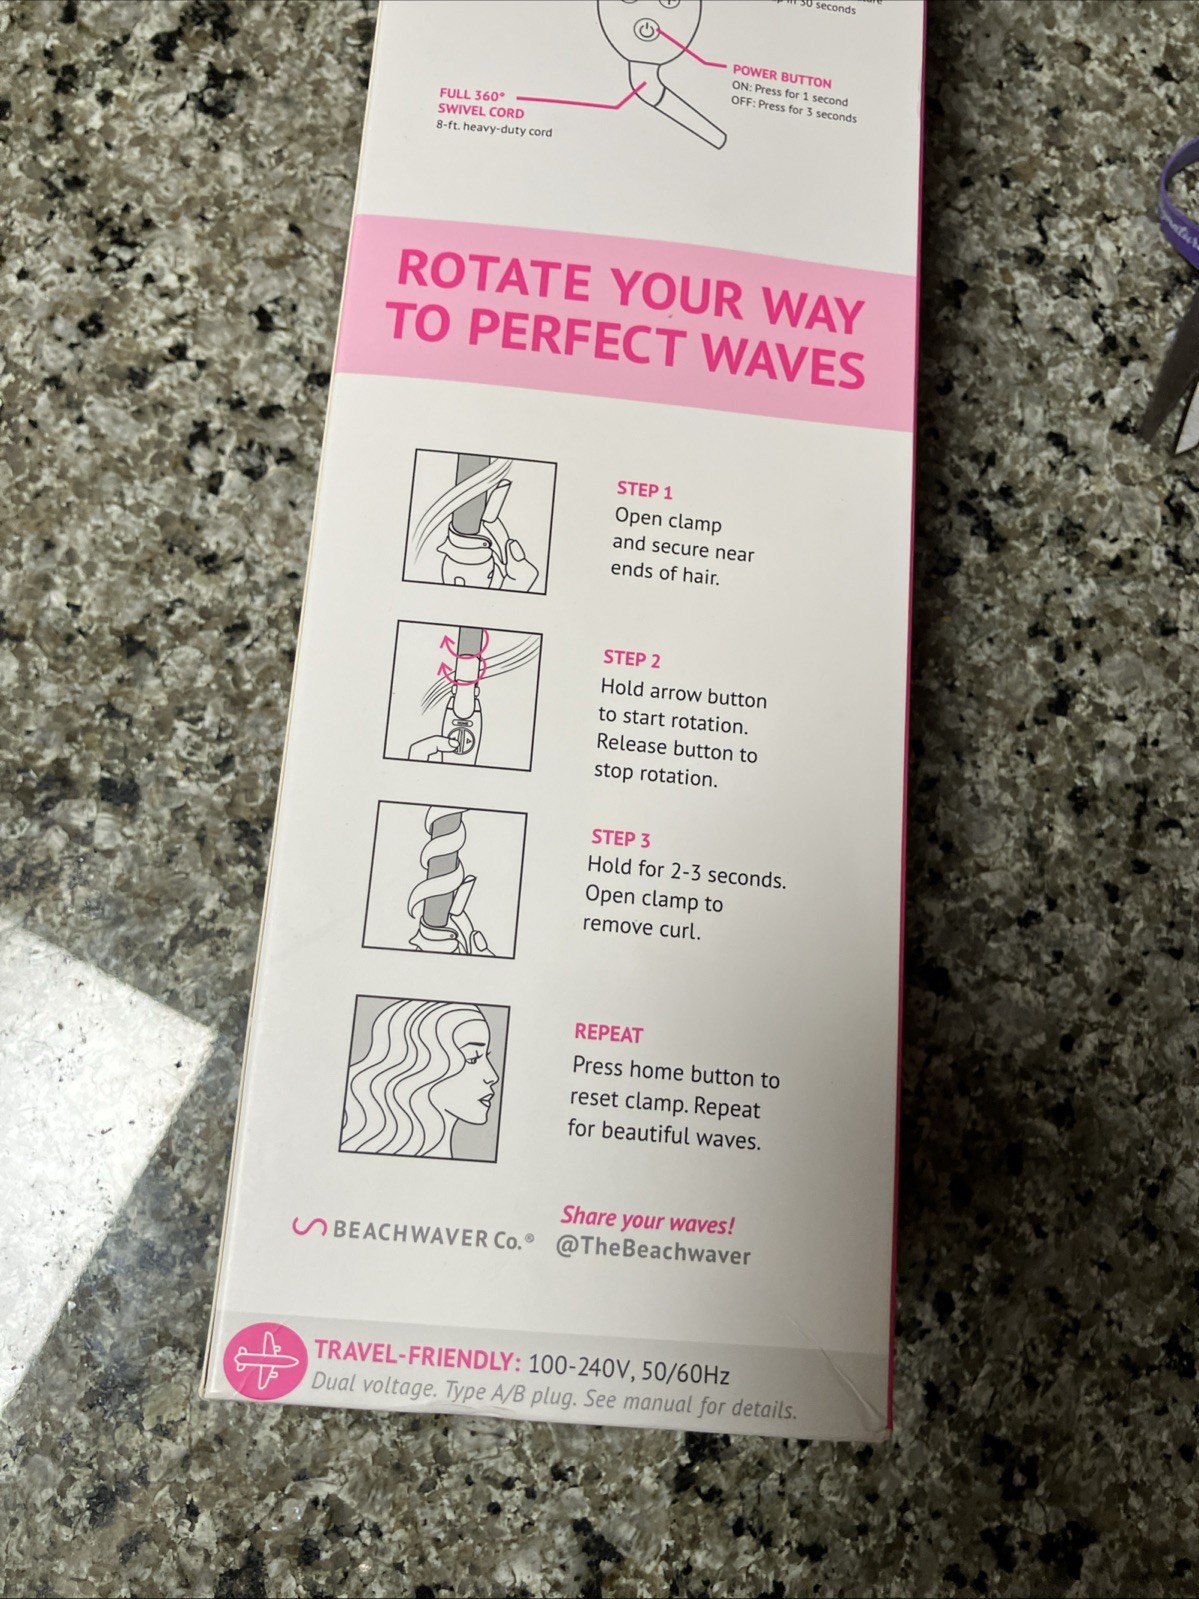 in 30 seconds
POWER BUTTON
ON: Press for 1 second
OFF: Press for 3 seconds
FULL 360°
SWIVEL CORD
8-ft. heavy-duty cord
ROTATE YOUR WAY
TO PERFECT WAVES
STEP 1
Open clamp
and secure near
ends of hair.
STEP 2
Hold arrow button
to start rotation.
Release button to
stop rotation.
STEP 3
Hold for 2-3 seconds.
Open clamp to
remove curl.
REPEAT
Press home button to
reset clamp. Repeat
for beautiful waves.
BEACHWAVER Co.®
Share your waves!
@TheBeachwaver
TRAVEL-FRIENDLY: 100-240V, 50/60Hz
Dual voltage. Type A/B plug. See manual for details.